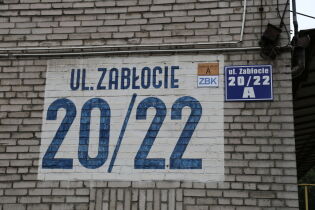 UL. ZABŁOCIE
20/22
A
ZBK
ul. Zabłocie
20/22
A